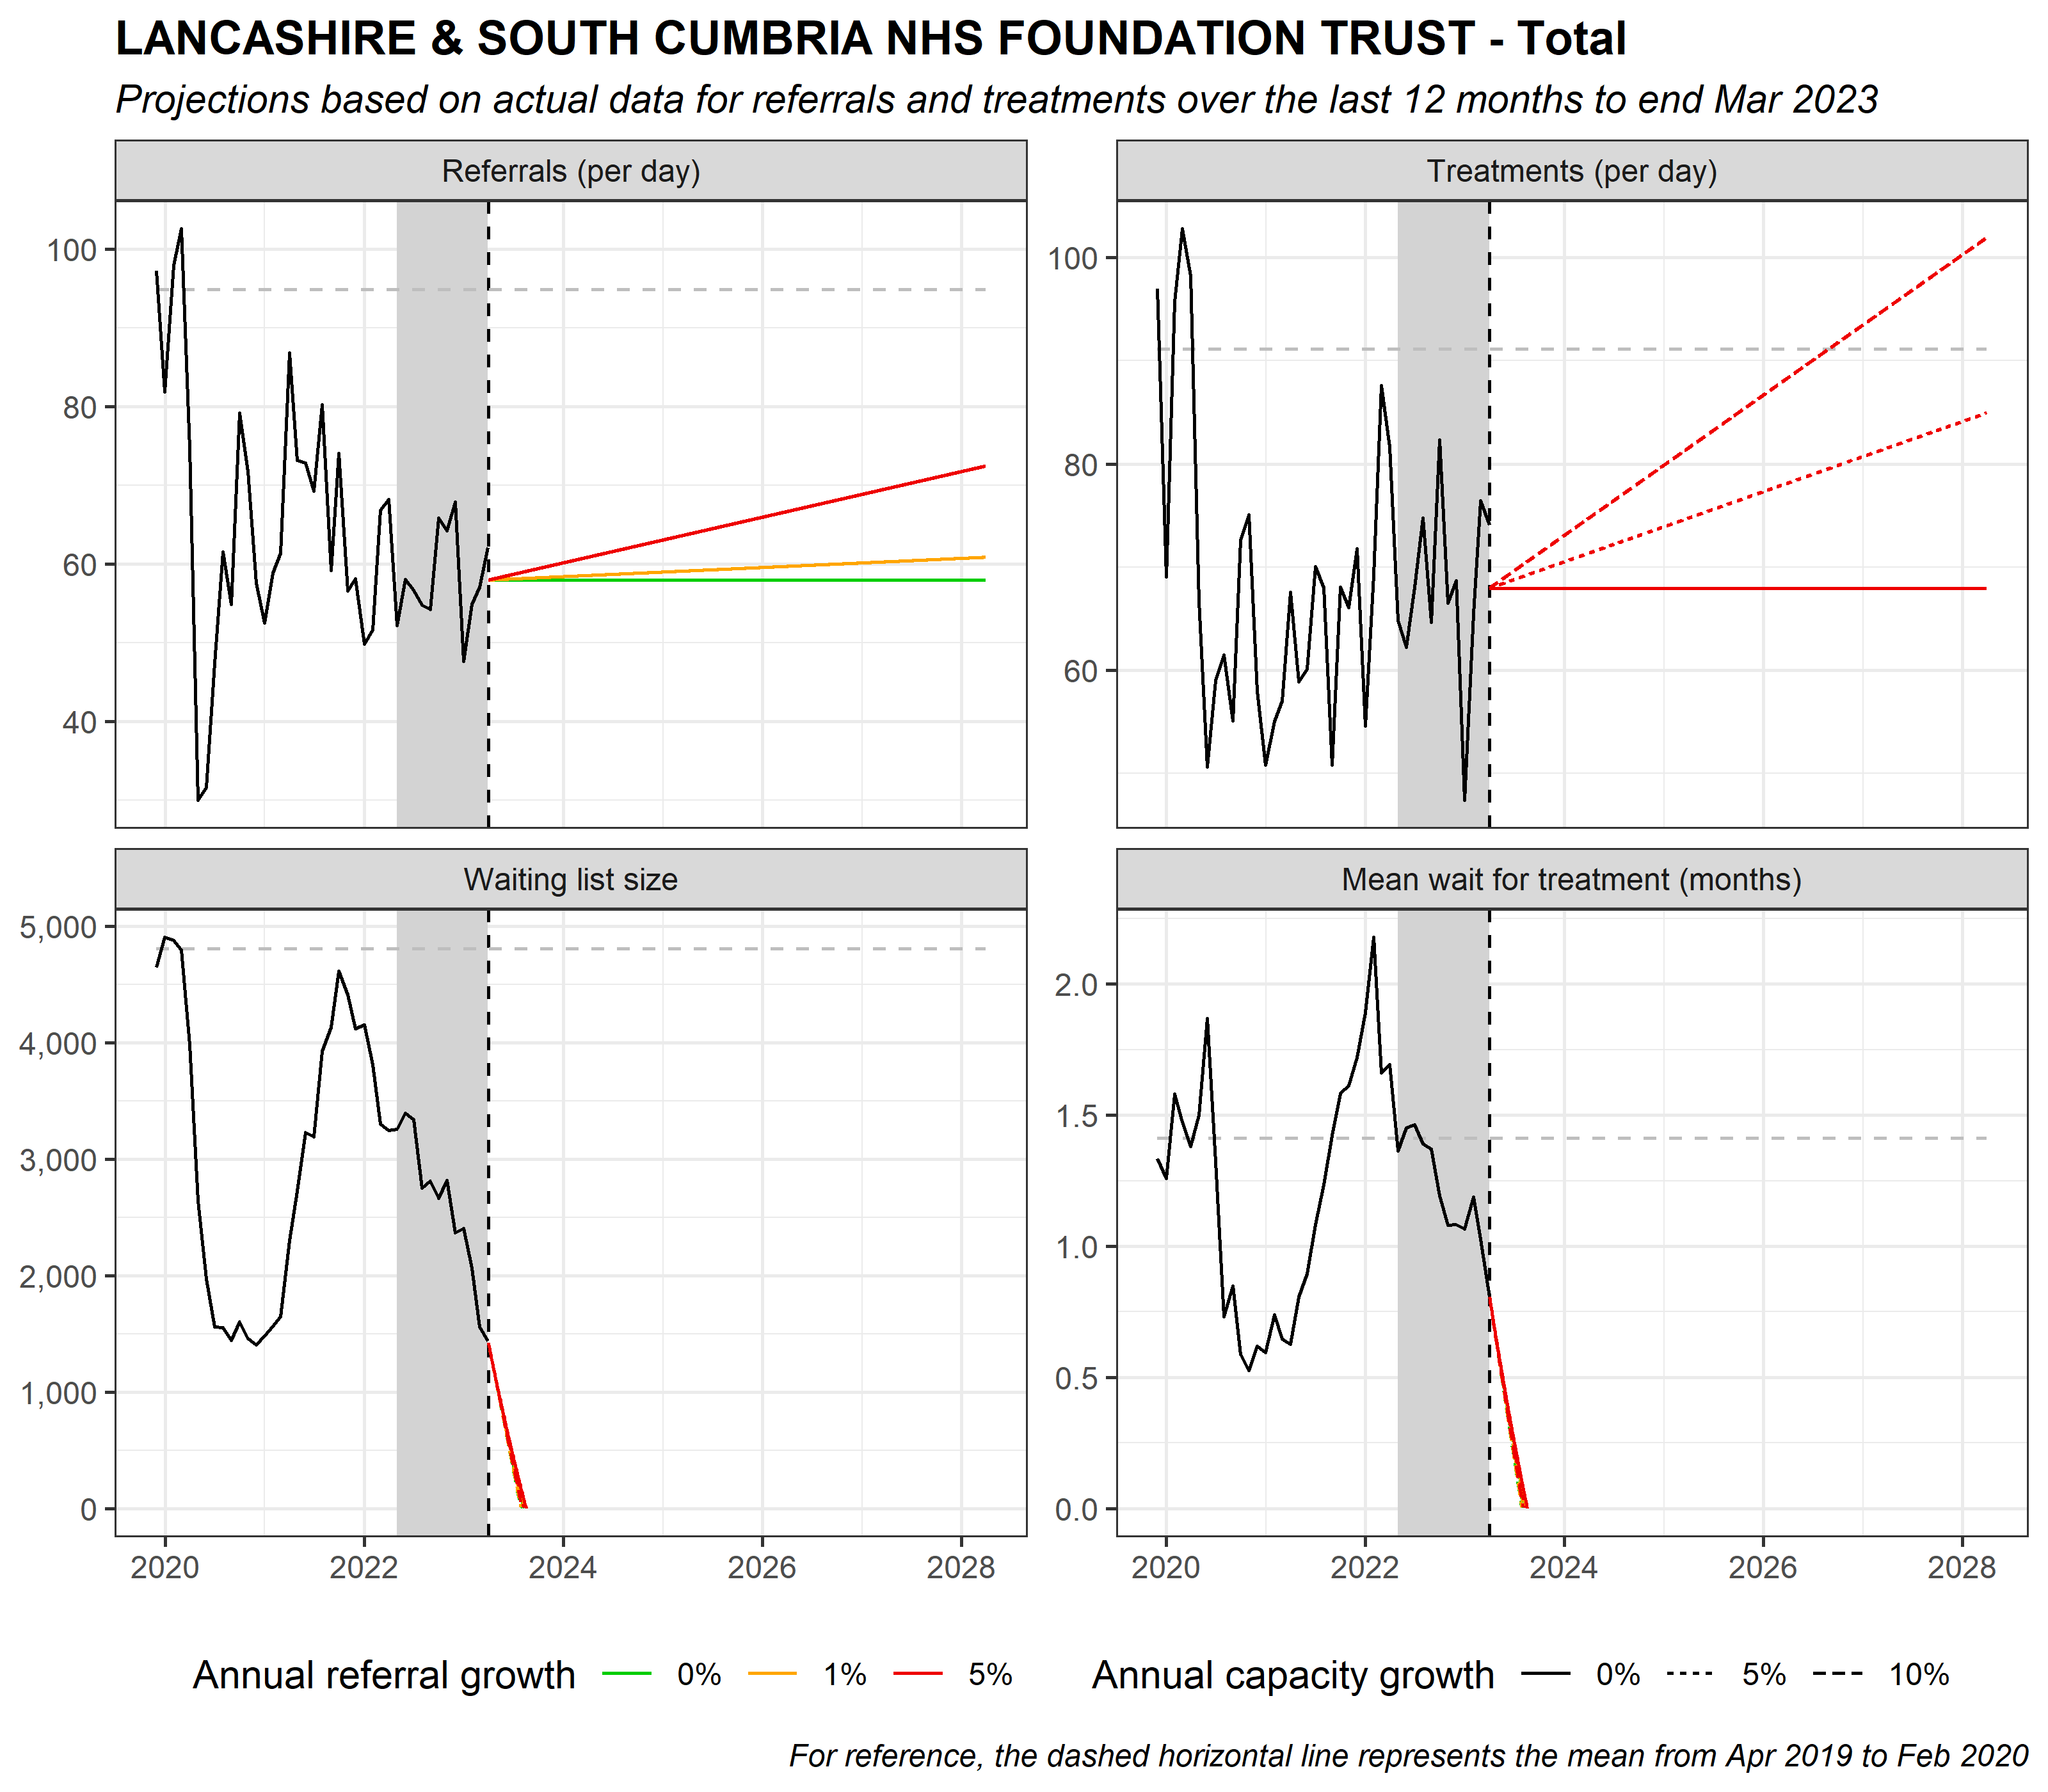 LANCASHIRE & SOUTH CUMBRIA NHS FOUNDATION TRUST - Total
Projections based on actual data for referrals and treatments over the last 12 months to end Mar 2023
Referrals (per day)
100
80
60
40
Treatments (per day)
100
80
60
Waiting list size
5,000
4,000
3,000
2,000
1,000
0
2020 2022 2024 2026 2028
Mean wait for treatment (months)
2.0
1.5
1.0
0.5
0.0
2020 2022 2024 2026 2028
Annual referral growth 0% 1% 5%
Annual capacity growth 0% 5% 10%
For reference, the dashed horizontal line represents the mean from Apr 2019 to Feb 2020